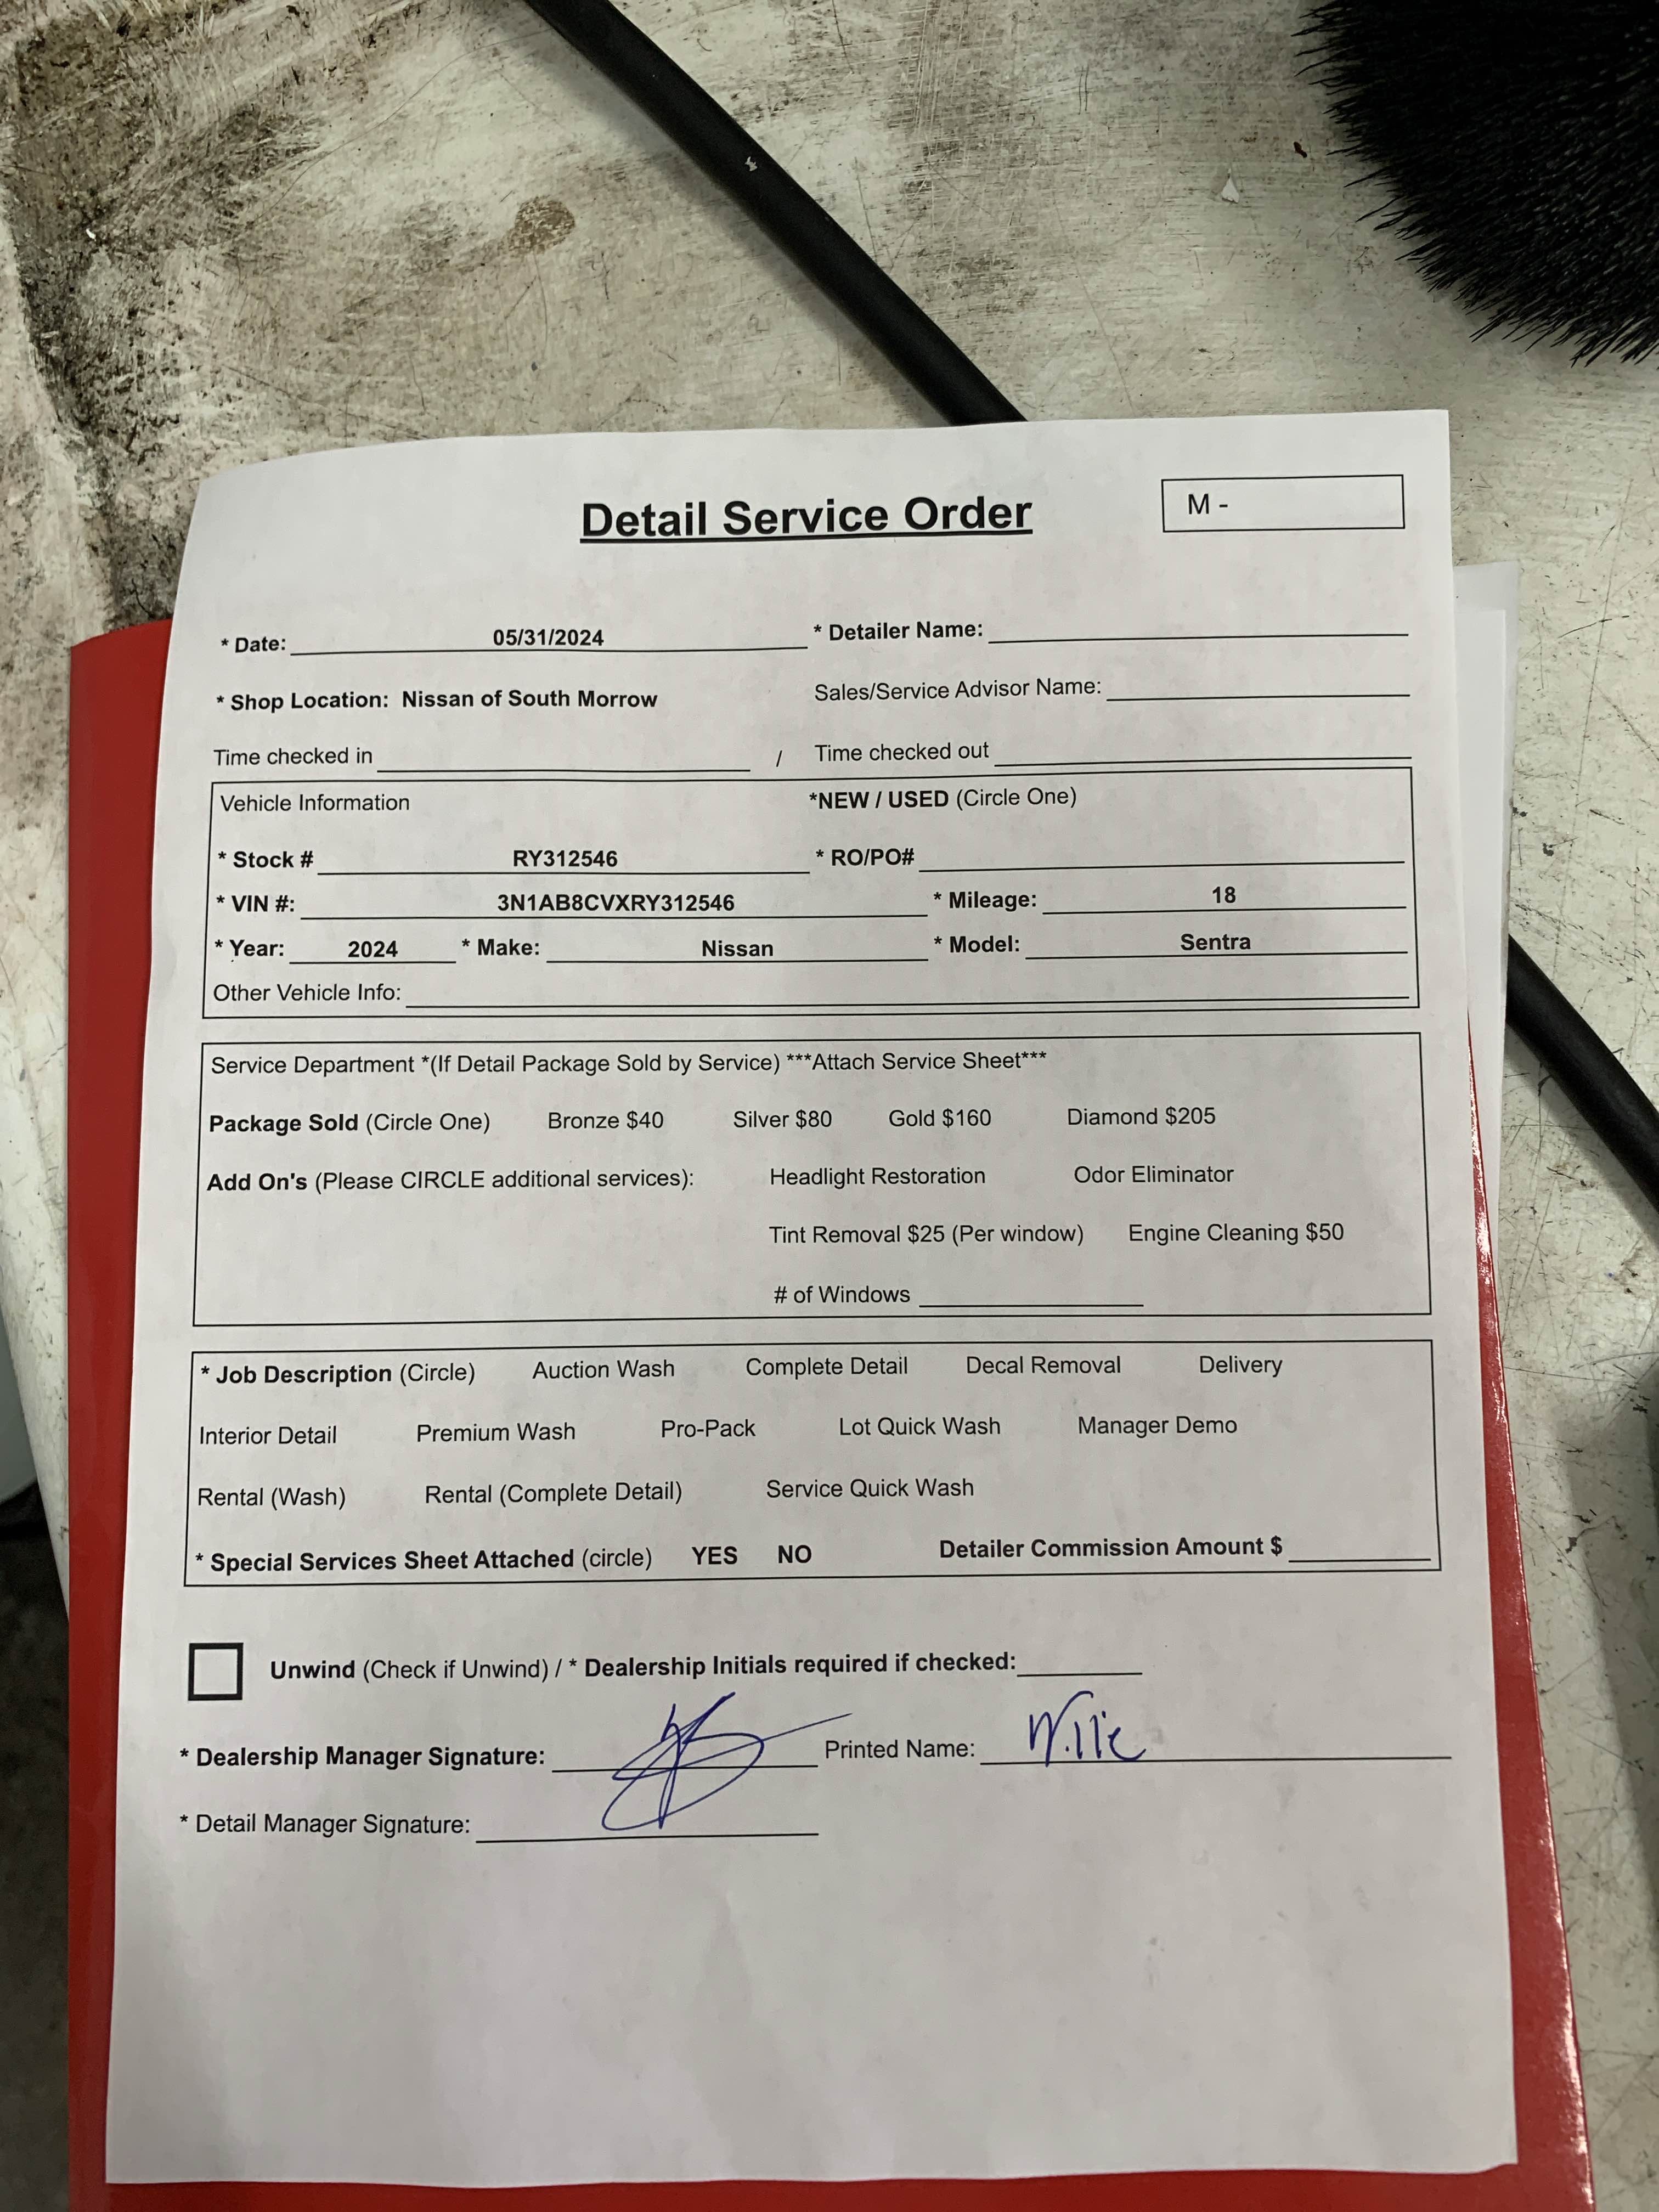 Detail Service Order
M -
* Date: 05/31/2024 * Detailer Name:
* Shop Location: Nissan of South Morrow Sales/Service Advisor Name:
Time checked in / Time checked out
Vehicle Information *NEW / USED (Circle One)
* Stock # RY312546 * RO/PO#
* VIN #: 3N1AB8CVXRY312546 * Mileage: 18
* Year: 2024 * Make: Nissan * Model: Sentra
Other Vehicle Info:
Service Department *(If Detail Package Sold by Service) ***Attach Service Sheet***
Package Sold (Circle One) Bronze $40 Silver $80 Gold $160 Diamond $205
Add On's (Please CIRCLE additional services): Headlight Restoration Odor Eliminator
Tint Removal $25 (Per window) Engine Cleaning $50
# of Windows
* Job Description (Circle) Auction Wash Complete Detail Decal Removal Delivery
Interior Detail Premium Wash Pro-Pack Lot Quick Wash Manager Demo
Rental (Wash) Rental (Complete Detail) Service Quick Wash
* Special Services Sheet Attached (circle) YES NO Detailer Commission Amount $
Unwind (Check if Unwind) / * Dealership Initials required if checked:
* Dealership Manager Signature: Printed Name: Willie
* Detail Manager Signature: